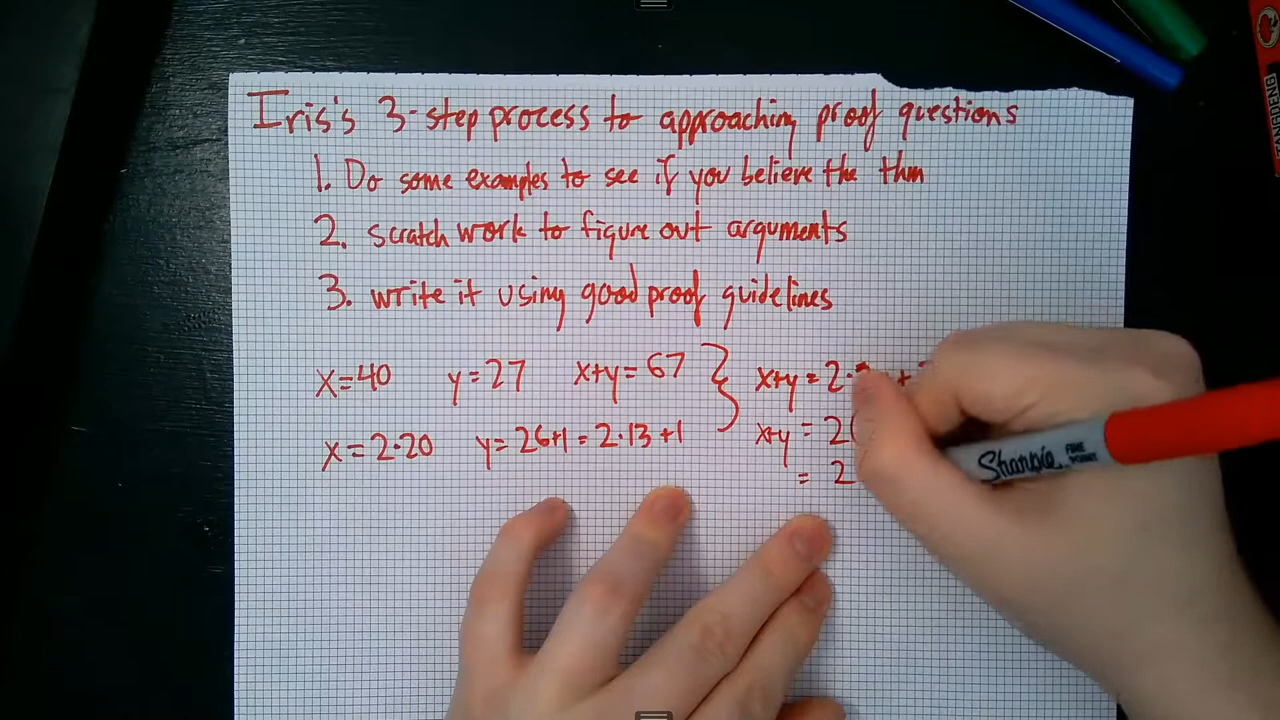 Iris's 3-step process to approaching proof questions
1. Do some examples to see if you believe the thm
2. scratch work to figure out arguments
3. write it using good proof guidelines
x=40 y=27 x+y=67 } x+y=2· +
x=2·20 y=26+1=2·13+1 x+y=2(
= 2
Sharpie FINE POINT